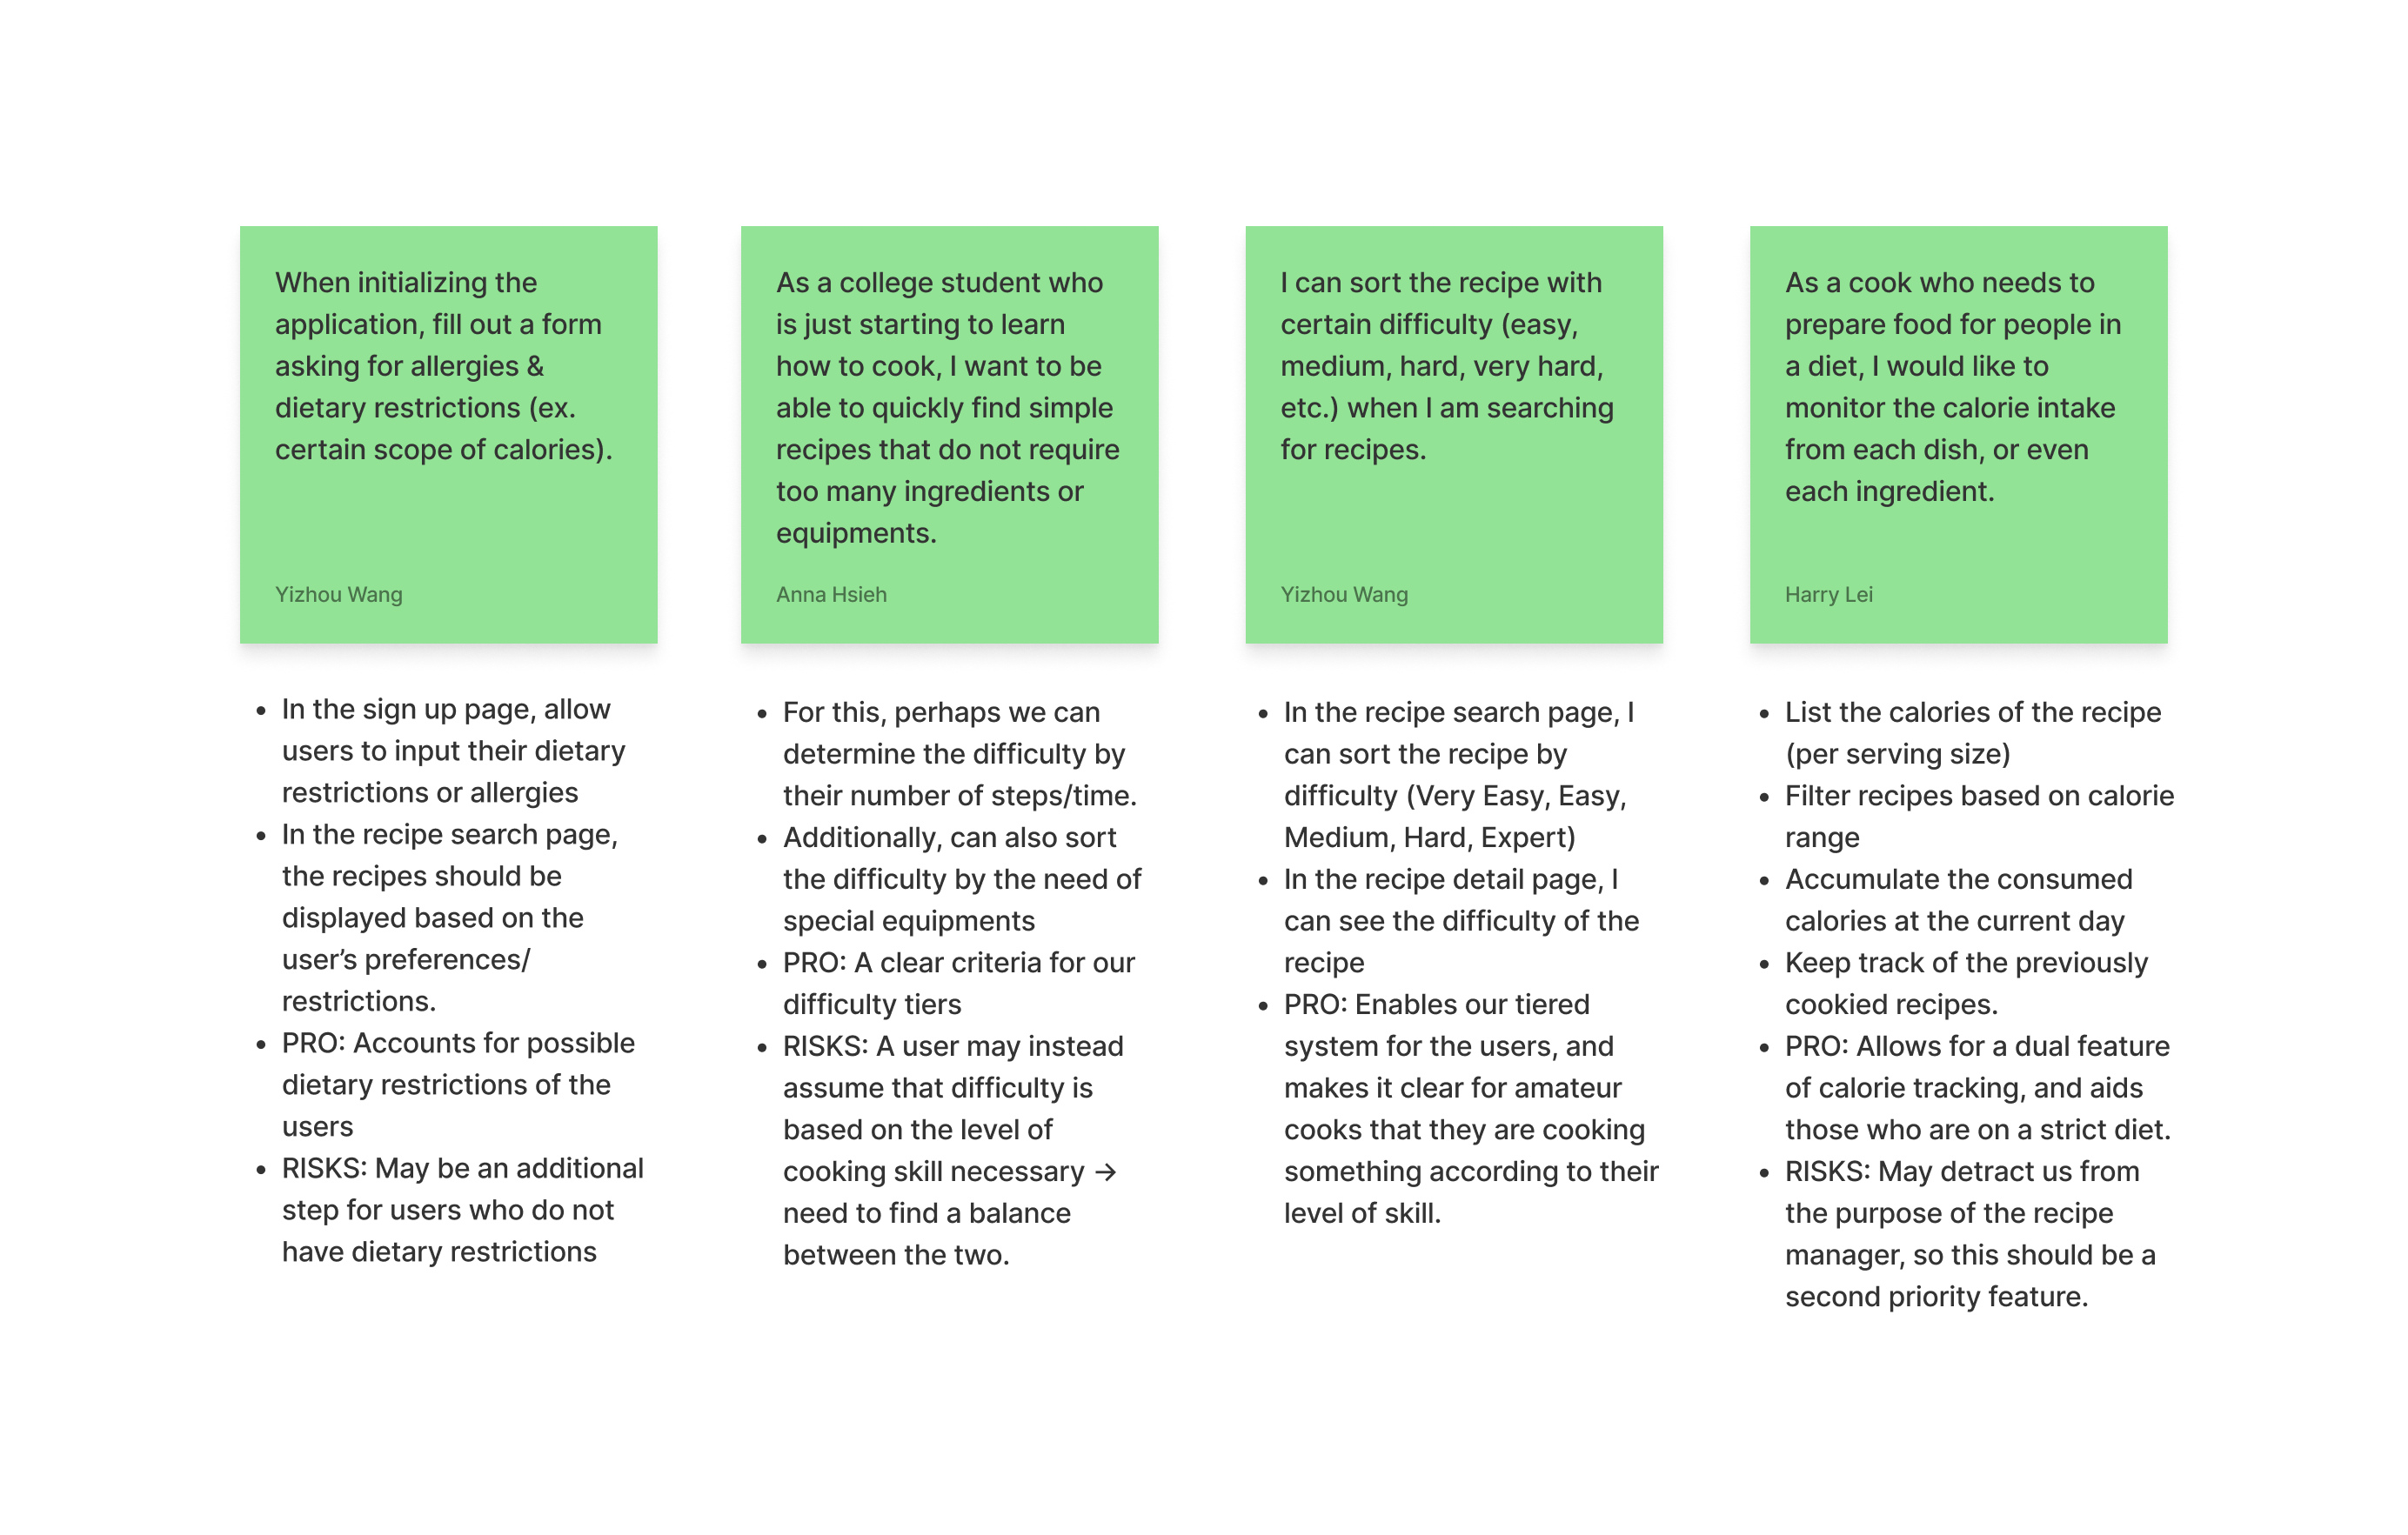 When initializing the
application, fill out a form
asking for allergies &
dietary restrictions (ex.
certain scope of calories).
Yizhou Wang
• In the sign up page, allow
users to input their dietary
restrictions or allergies
• In the recipe search page,
the recipes should be
displayed based on the
user’s preferences/
restrictions.
• PRO: Accounts for possible
dietary restrictions of the
users
• RISKS: May be an additional
step for users who do not
have dietary restrictions
As a college student who
is just starting to learn
how to cook, I want to be
able to quickly find simple
recipes that do not require
too many ingredients or
equipments.
Anna Hsieh
• For this, perhaps we can
determine the difficulty by
their number of steps/time.
• Additionally, can also sort
the difficulty by the need of
special equipments
• PRO: A clear criteria for our
difficulty tiers
• RISKS: A user may instead
assume that difficulty is
based on the level of
cooking skill necessary →
need to find a balance
between the two.
I can sort the recipe with
certain difficulty (easy,
medium, hard, very hard,
etc.) when I am searching
for recipes.
Yizhou Wang
• In the recipe search page, I
can sort the recipe by
difficulty (Very Easy, Easy,
Medium, Hard, Expert)
• In the recipe detail page, I
can see the difficulty of the
recipe
• PRO: Enables our tiered
system for the users, and
makes it clear for amateur
cooks that they are cooking
something according to their
level of skill.
As a cook who needs to
prepare food for people in
a diet, I would like to
monitor the calorie intake
from each dish, or even
each ingredient.
Harry Lei
• List the calories of the recipe
(per serving size)
• Filter recipes based on calorie
range
• Accumulate the consumed
calories at the current day
• Keep track of the previously
cookied recipes.
• PRO: Allows for a dual feature
of calorie tracking, and aids
those who are on a strict diet.
• RISKS: May detract us from
the purpose of the recipe
manager, so this should be a
second priority feature.